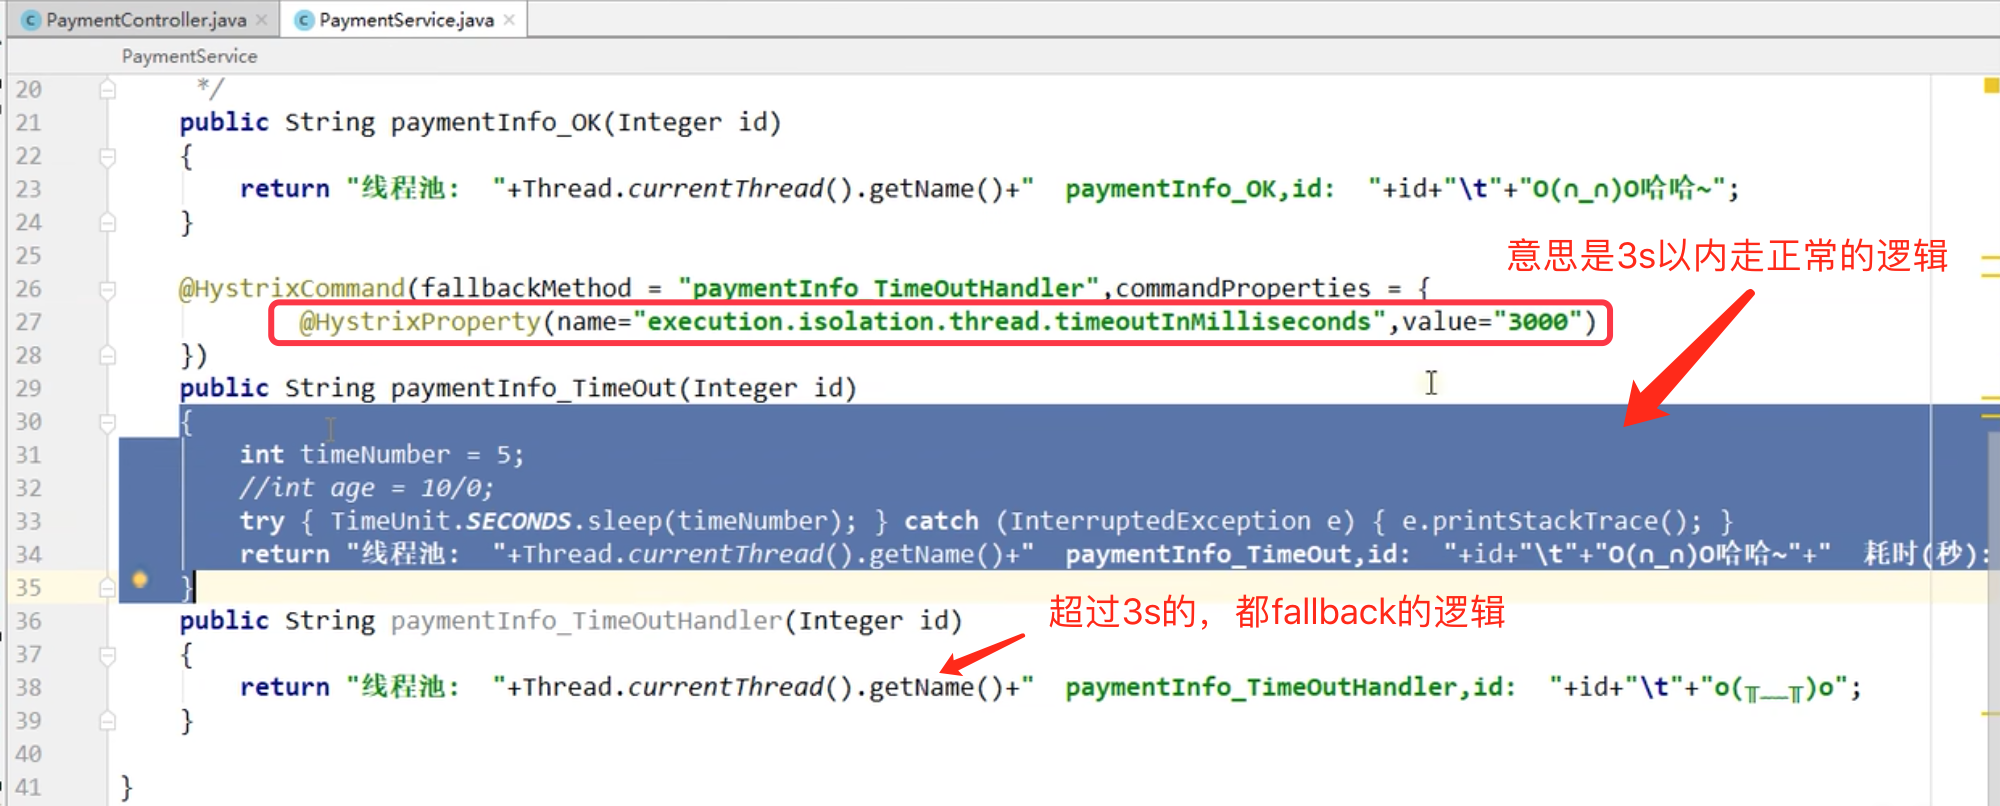 PaymentController.java
PaymentService.java
PaymentService
20 */
21 public String paymentInfo_OK(Integer id)
22 {
23 return "线程池:  "+Thread.currentThread().getName()+"  paymentInfo_OK,id:  "+id+"\t"+"O(∩_∩)O哈哈~";
24 }
25
意思是3s以内走正常的逻辑
26 @HystrixCommand(fallbackMethod = "paymentInfo_TimeOutHandler",commandProperties = {
27 @HystrixProperty(name="execution.isolation.thread.timeoutInMilliseconds",value="3000")
28 })
29 public String paymentInfo_TimeOut(Integer id)
30 {
31 int timeNumber = 5;
32 //int age = 10/0;
33 try { TimeUnit.SECONDS.sleep(timeNumber); } catch (InterruptedException e) { e.printStackTrace(); }
34 return "线程池:  "+Thread.currentThread().getName()+"  paymentInfo_TimeOut,id:  "+id+"\t"+"O(∩_∩)O哈哈~"+"  耗时(秒):
35 }
超过3s的，都fallback的逻辑
36 public String paymentInfo_TimeOutHandler(Integer id)
37 {
38 return "线程池:  "+Thread.currentThread().getName()+"  paymentInfo_TimeOutHandler,id:  "+id+"\t"+"o(╥﹏╥)o";
39 }
40
41 }